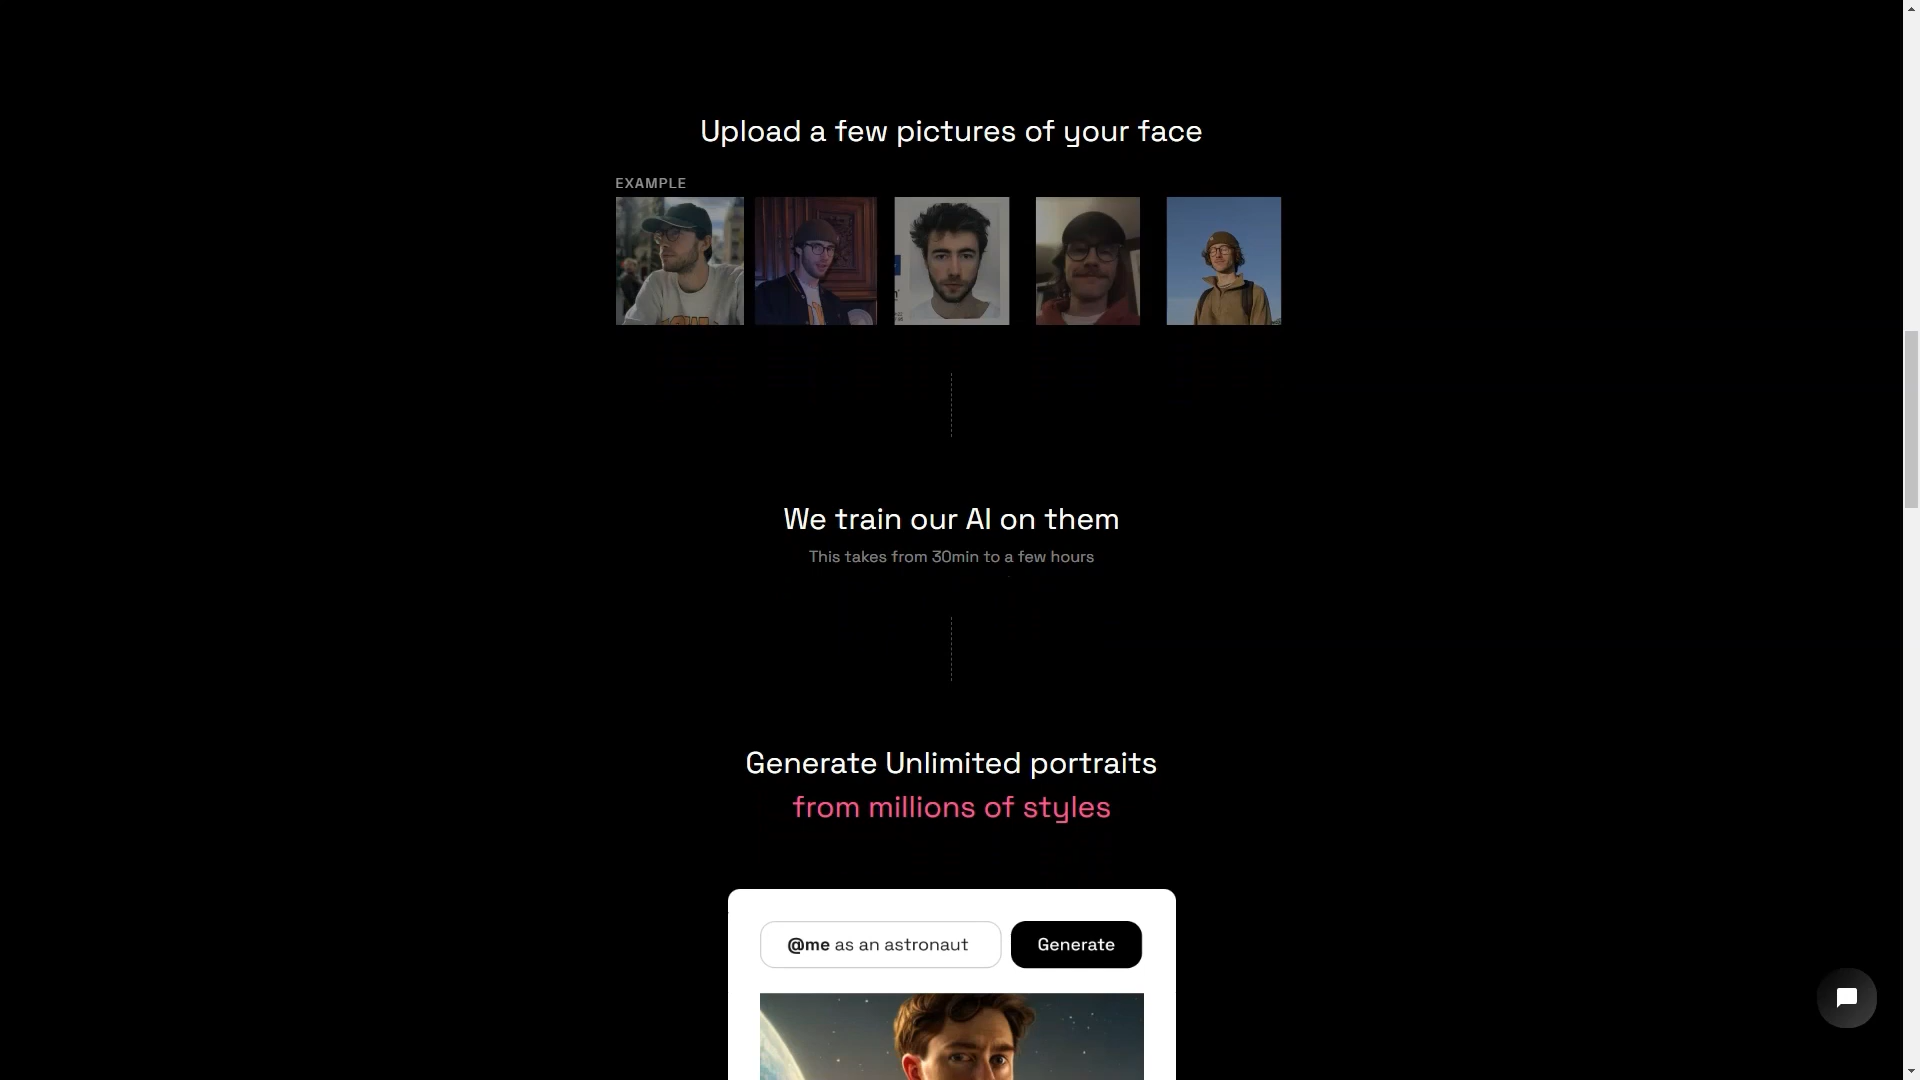 Upload a few pictures of your face
EXAMPLE
We train our AI on them
This takes from 30min to a few hours
Generate Unlimited portraits
from millions of styles
@me as an astronaut
Generate